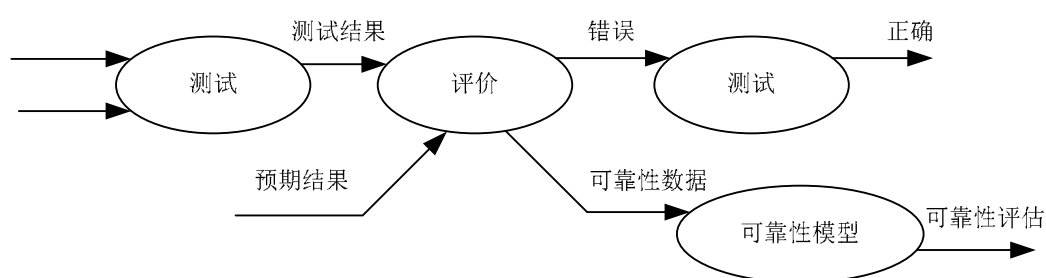 测试结果
错误
正确
测试
评价
测试
预期结果
可靠性数据
可靠性模型
可靠性评估